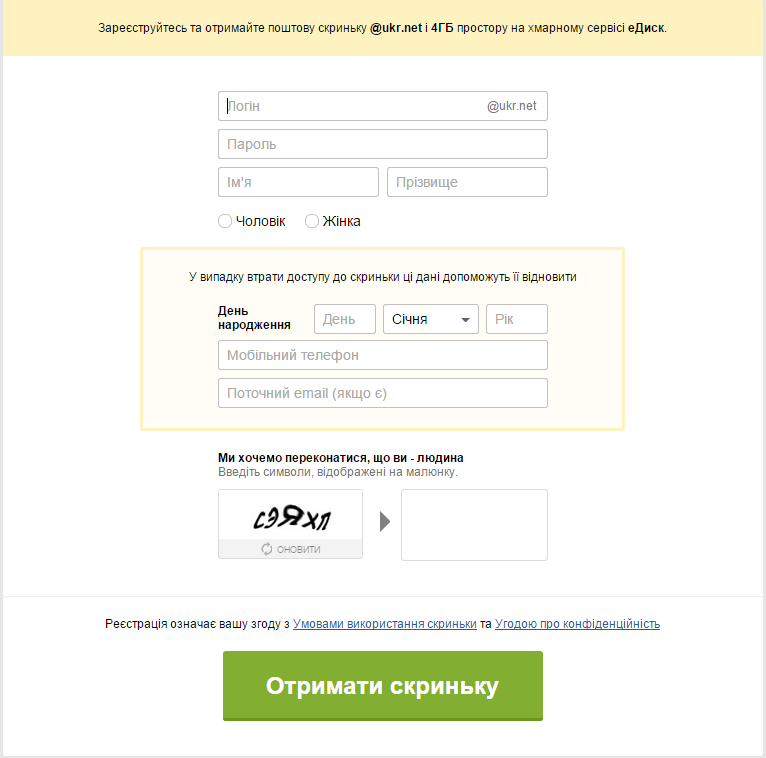 Зареєструйтесь та отримайте поштову скриньку @ukr.net і 4ГБ простору на хмарному сервісі еДиск.
Логін @ukr.net
Пароль
Ім'я Прізвище
Чоловік Жінка
У випадку втрати доступу до скриньки ці дані допоможуть її відновити
День народження День Січня Рік
Мобільний телефон
Поточний email (якщо є)
Ми хочемо переконатися, що ви - людина
Введіть символи, відображені на малюнку.
сэяхп
ОНОВИТИ
Реєстрація означає вашу згоду з Умовами використання скриньки та Угодою про конфіденційність
Отримати скриньку